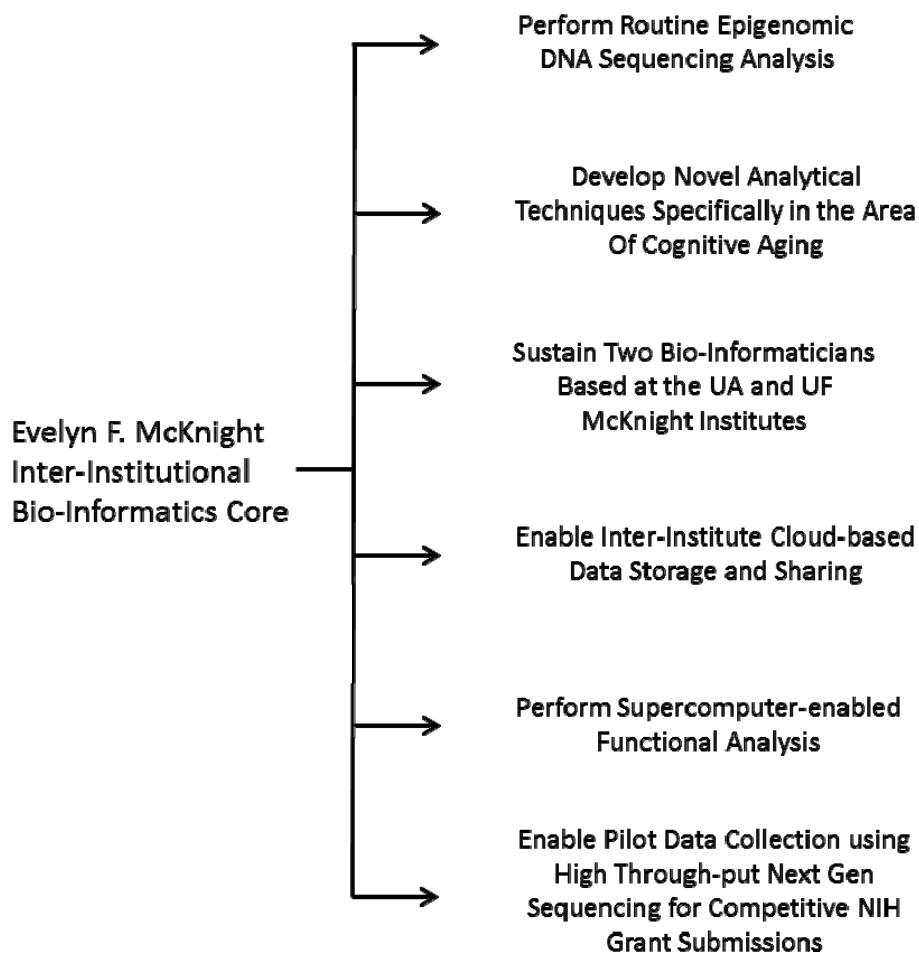 Perform Routine Epigenomic
DNA Sequencing Analysis
Develop Novel Analytical
Techniques Specifically in the Area
Of Cognitive Aging
Sustain Two Bio-Informaticians
Based at the UA and UF
McKnight Institutes
Evelyn F. McKnight
Inter-Institutional
Bio-Informatics Core
Enable Inter-Institute Cloud-based
Data Storage and Sharing
Perform Supercomputer-enabled
Functional Analysis
Enable Pilot Data Collection using
High Through-put Next Gen
Sequencing for Competitive NIH
Grant Submissions